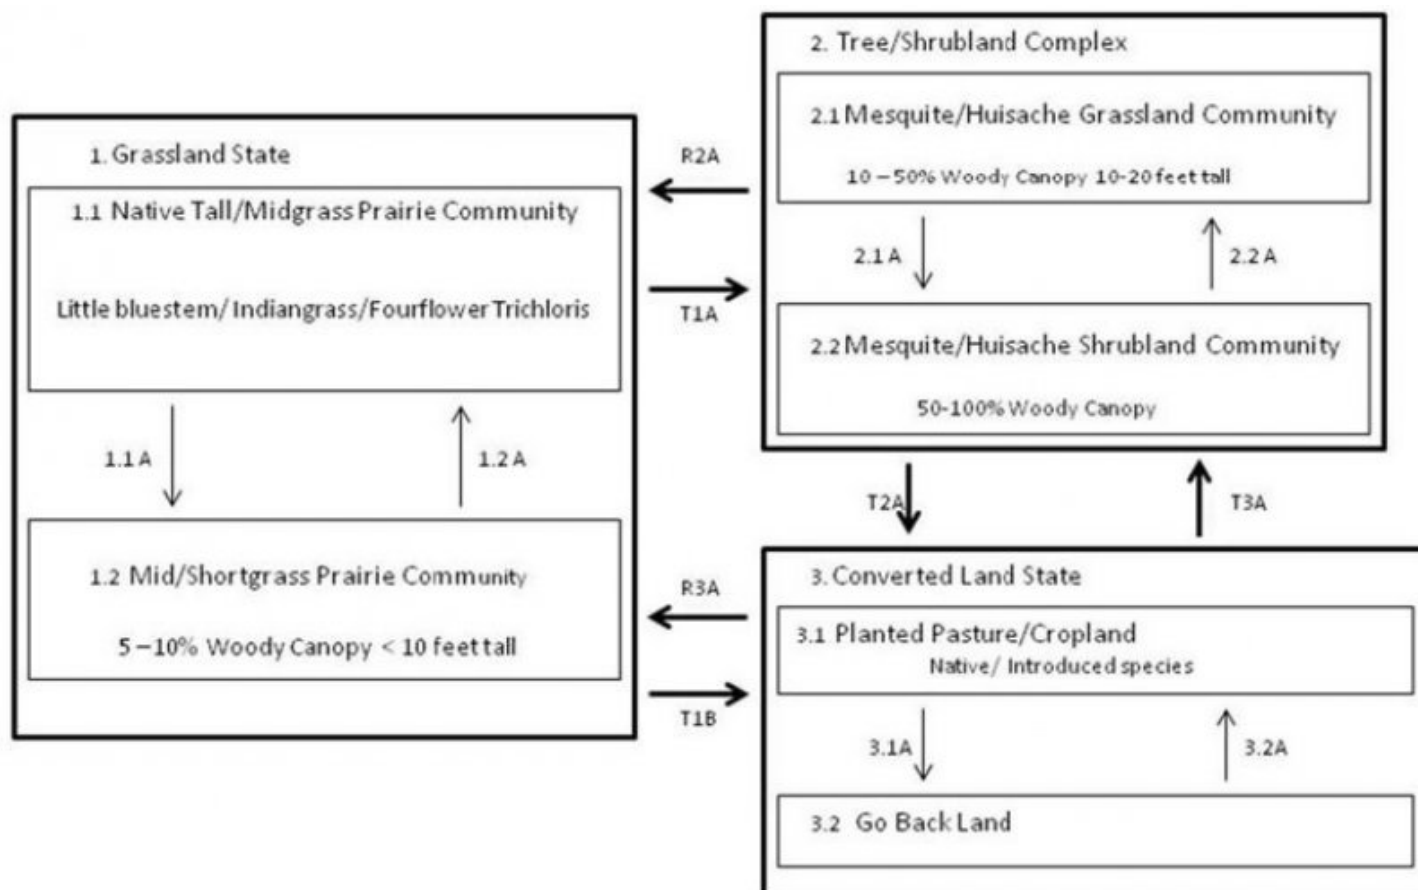 1. Grassland State
1.1 Native Tall/Midgrass Prairie Community
Little bluestem/ Indiangrass/Fourflower Trichloris
1.1 A
1.2 A
1.2 Mid/Shortgrass Prairie Community
5 – 10% Woody Canopy < 10 feet tall
R2A
T1A
R3A
T1B
2. Tree/Shrubland Complex
2.1 Mesquite/Huisache Grassland Community
10 – 50% Woody Canopy 10-20 feet tall
2.1 A
2.2 A
2.2 Mesquite/Huisache Shrubland Community
50-100% Woody Canopy
T2A
T3A
3. Converted Land State
3.1 Planted Pasture/Cropland
Native/ Introduced species
3.1A
3.2A
3.2 Go Back Land